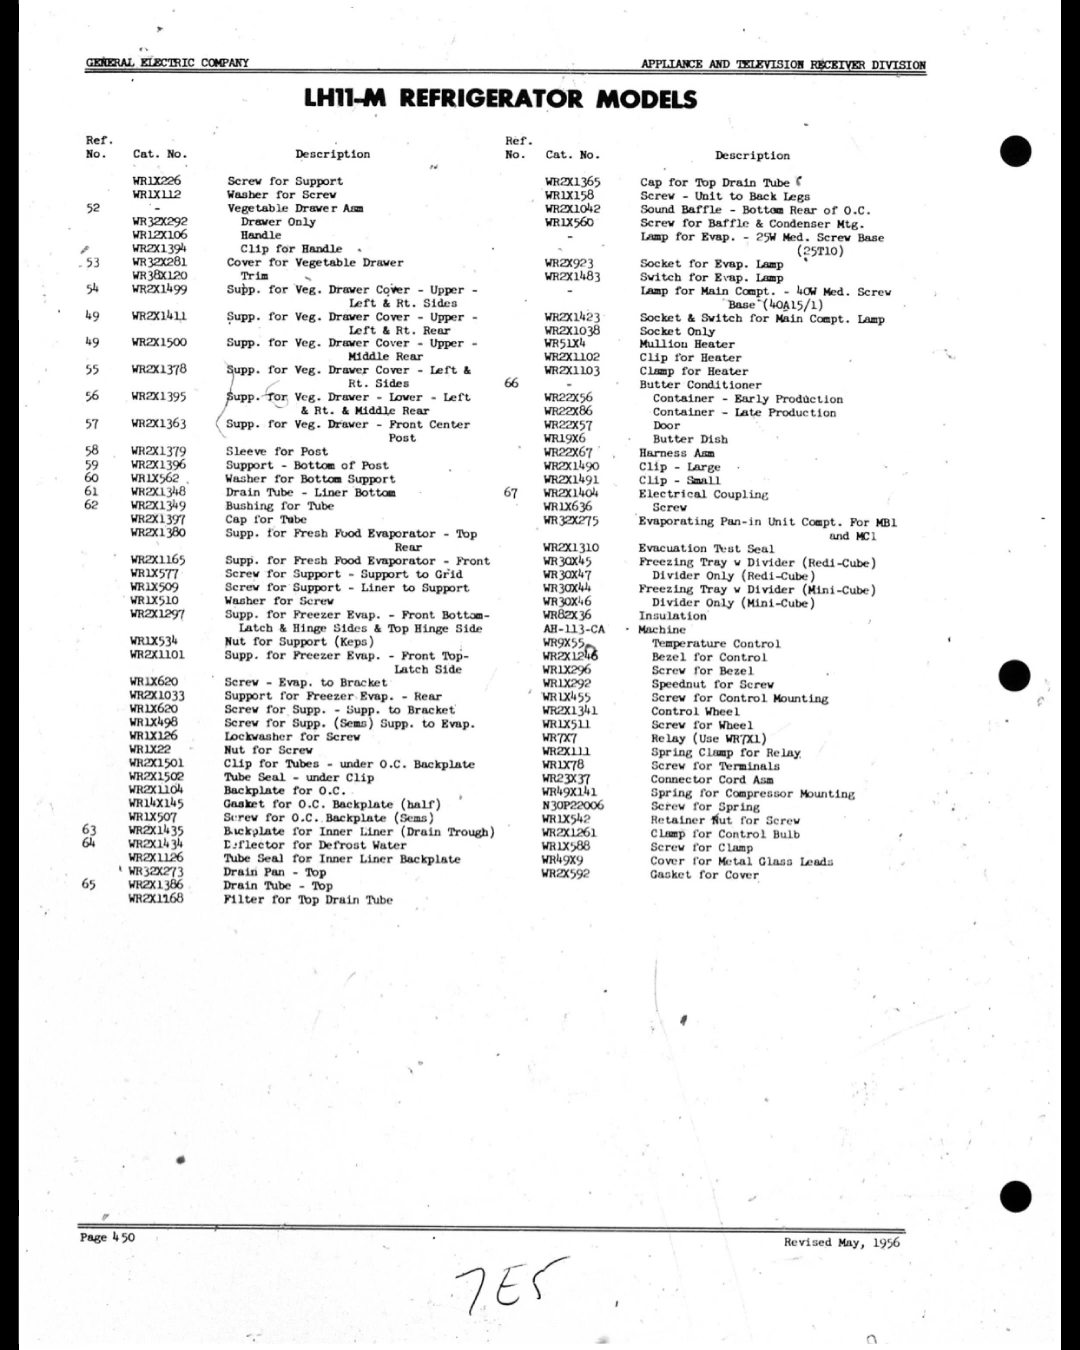 GENERAL ELECTRIC COMPANY APPLIANCE AND TELEVISION RECEIVER DIVISION
LH11-M REFRIGERATOR MODELS
Ref.
No. Cat. No. Description
WR1X226 Screw for Support
WR1X112 Washer for Screw
52 - Vegetable Drawer Asm
WR32X292 Drawer Only
WR12X106 Handle
WR2X1394 Clip for Handle
53 WR32X281 Cover for Vegetable Drawer
WR38X120 Trim
54 WR2X1499 Supp. for Veg. Drawer Cover - Upper -
Left & Rt. Sides
49 WR2X1411 Supp. for Veg. Drawer Cover - Upper -
Left & Rt. Rear
49 WR2X1500 Supp. for Veg. Drawer Cover - Upper -
Middle Rear
55 WR2X1378 Supp. for Veg. Drawer Cover - Left &
Rt. Sides
56 WR2X1395 Supp. for Veg. Drawer - Lower - Left
& Rt. & Middle Rear
57 WR2X1363 Supp. for Veg. Drawer - Front Center
Post
58 WR2X1379 Sleeve for Post
59 WR2X1396 Support - Bottom of Post
60 WR1X562 Washer for Bottom Support
61 WR2X1348 Drain Tube - Liner Bottom
62 WR2X1349 Bushing for Tube
WR2X1397 Cap for Tube
WR2X1380 Supp. for Fresh Food Evaporator - Top
Rear
WR2X1165 Supp. for Fresh Food Evaporator - Front
WR1X577 Screw for Support - Support to Grid
WR1X509 Screw for Support - Liner to Support
WR1X510 Washer for Screw
WR2X1297 Supp. for Freezer Evap. - Front Bottom-
Latch & Hinge Sides & Top Hinge Side
WR1X534 Nut for Support (Keps)
WR2X1101 Supp. for Freezer Evap. - Front Top-
Latch Side
WR1X620 Screw - Evap. to Bracket
WR2X1033 Support for Freezer Evap. - Rear
WR1X620 Screw for Supp. - Supp. to Bracket
WR1X498 Screw for Supp. (Sems) Supp. to Evap.
WR1X126 Lockwasher for Screw
WR1X22 Nut for Screw
WR2X1501 Clip for Tubes - under O.C. Backplate
WR2X1502 Tube Seal - under Clip
WR2X1104 Backplate for O.C.
WR14X145 Gasket for O.C. Backplate (half)
WR1X507 Screw for O.C. Backplate (Sems)
63 WR2X1435 Backplate for Inner Liner (Drain Trough)
64 WR2X1434 Deflector for Defrost Water
WR2X1126 Tube Seal for Inner Liner Backplate
WR32X273 Drain Pan - Top
65 WR2X1386 Drain Tube - Top
WR2X1168 Filter for Top Drain Tube
Ref.
No. Cat. No. Description
WR2X1365 Cap for Top Drain Tube
WR1X158 Screw - Unit to Back Legs
WR2X1042 Sound Baffle - Bottom Rear of O.C.
WR1X560 Screw for Baffle & Condenser Mtg.
- Lamp for Evap. - 25W Med. Screw Base
(25T10)
WR2X923 Socket for Evap. Lamp
WR2X1483 Switch for Evap. Lamp
- Lamp for Main Compt. - 40W Med. Screw
Base (40A15/1)
WR2X1423 Socket & Switch for Main Compt. Lamp
WR2X1038 Socket Only
WR51X4 Mullion Heater
WR2X1102 Clip for Heater
WR2X1103 Clamp for Heater
66 - Butter Conditioner
WR22X56 Container - Early Production
WR22X86 Container - Late Production
WR22X57 Door
WR19X6 Butter Dish
WR22X67 Harness Asm
WR2X1490 Clip - Large
WR2X1491 Clip - Small
67 WR2X1404 Electrical Coupling
WR1X636 Screw
WR32X275 Evaporating Pan-in Unit Compt. For MB1
and MC1
WR2X1310 Evacuation Test Seal
WR30X45 Freezing Tray w Divider (Redi-Cube)
WR30X47 Divider Only (Redi-Cube)
WR30X44 Freezing Tray w Divider (Mini-Cube)
WR30X46 Divider Only (Mini-Cube)
WR82X36 Insulation
AH-113-CA Machine
WR9X55 Temperature Control
WR2X1246 Bezel for Control
WR1X296 Screw for Bezel
WR1X292 Speednut for Screw
WR1X455 Screw for Control Mounting
WR2X1341 Control Wheel
WR1X511 Screw for Wheel
WR7X7 Relay (Use WR7X1)
WR2X111 Spring Clamp for Relay
WR1X78 Screw for Terminals
WR23X37 Connector Cord Asm
WR49X141 Spring for Compressor Mounting
N30P22006 Screw for Spring
WR1X542 Retainer Nut for Screw
WR2X1261 Clamp for Control Bulb
WR1X588 Screw for Clamp
WR49X9 Cover for Metal Glass Leads
WR2X592 Gasket for Cover
Page 450 Revised May, 1956
7E5